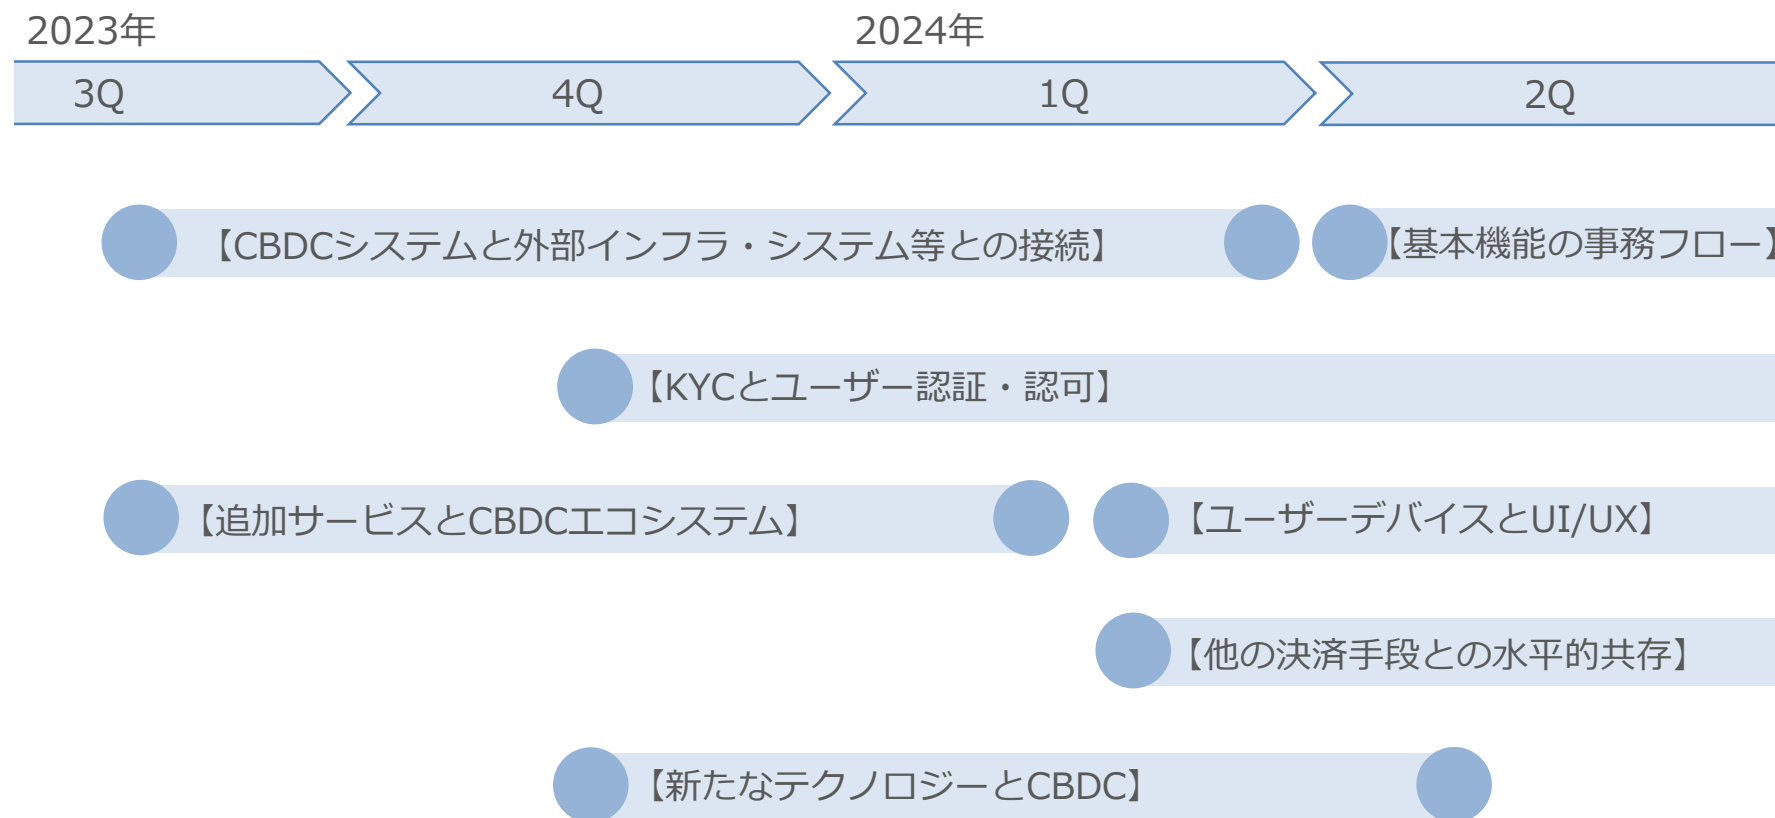 2023年 2024年
3Q 4Q 1Q 2Q
【CBDCシステムと外部インフラ・システム等との接続】 【基本機能の事務フロー】
【KYCとユーザー認証・認可】
【追加サービスとCBDCエコシステム】 【ユーザーデバイスとUI/UX】
【他の決済手段との水平的共存】
【新たなテクノロジーとCBDC】